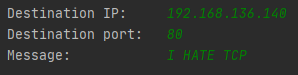 Destination IP: 192.168.136.140
Destination port: 80
Message: I HATE TCP